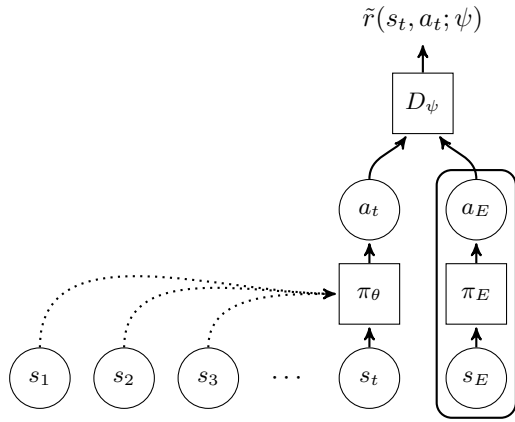 r̃(s_t, a_t; ψ)
D_ψ
a_t a_E
π_θ π_E
s_1 s_2 s_3 ⋯ s_t s_E